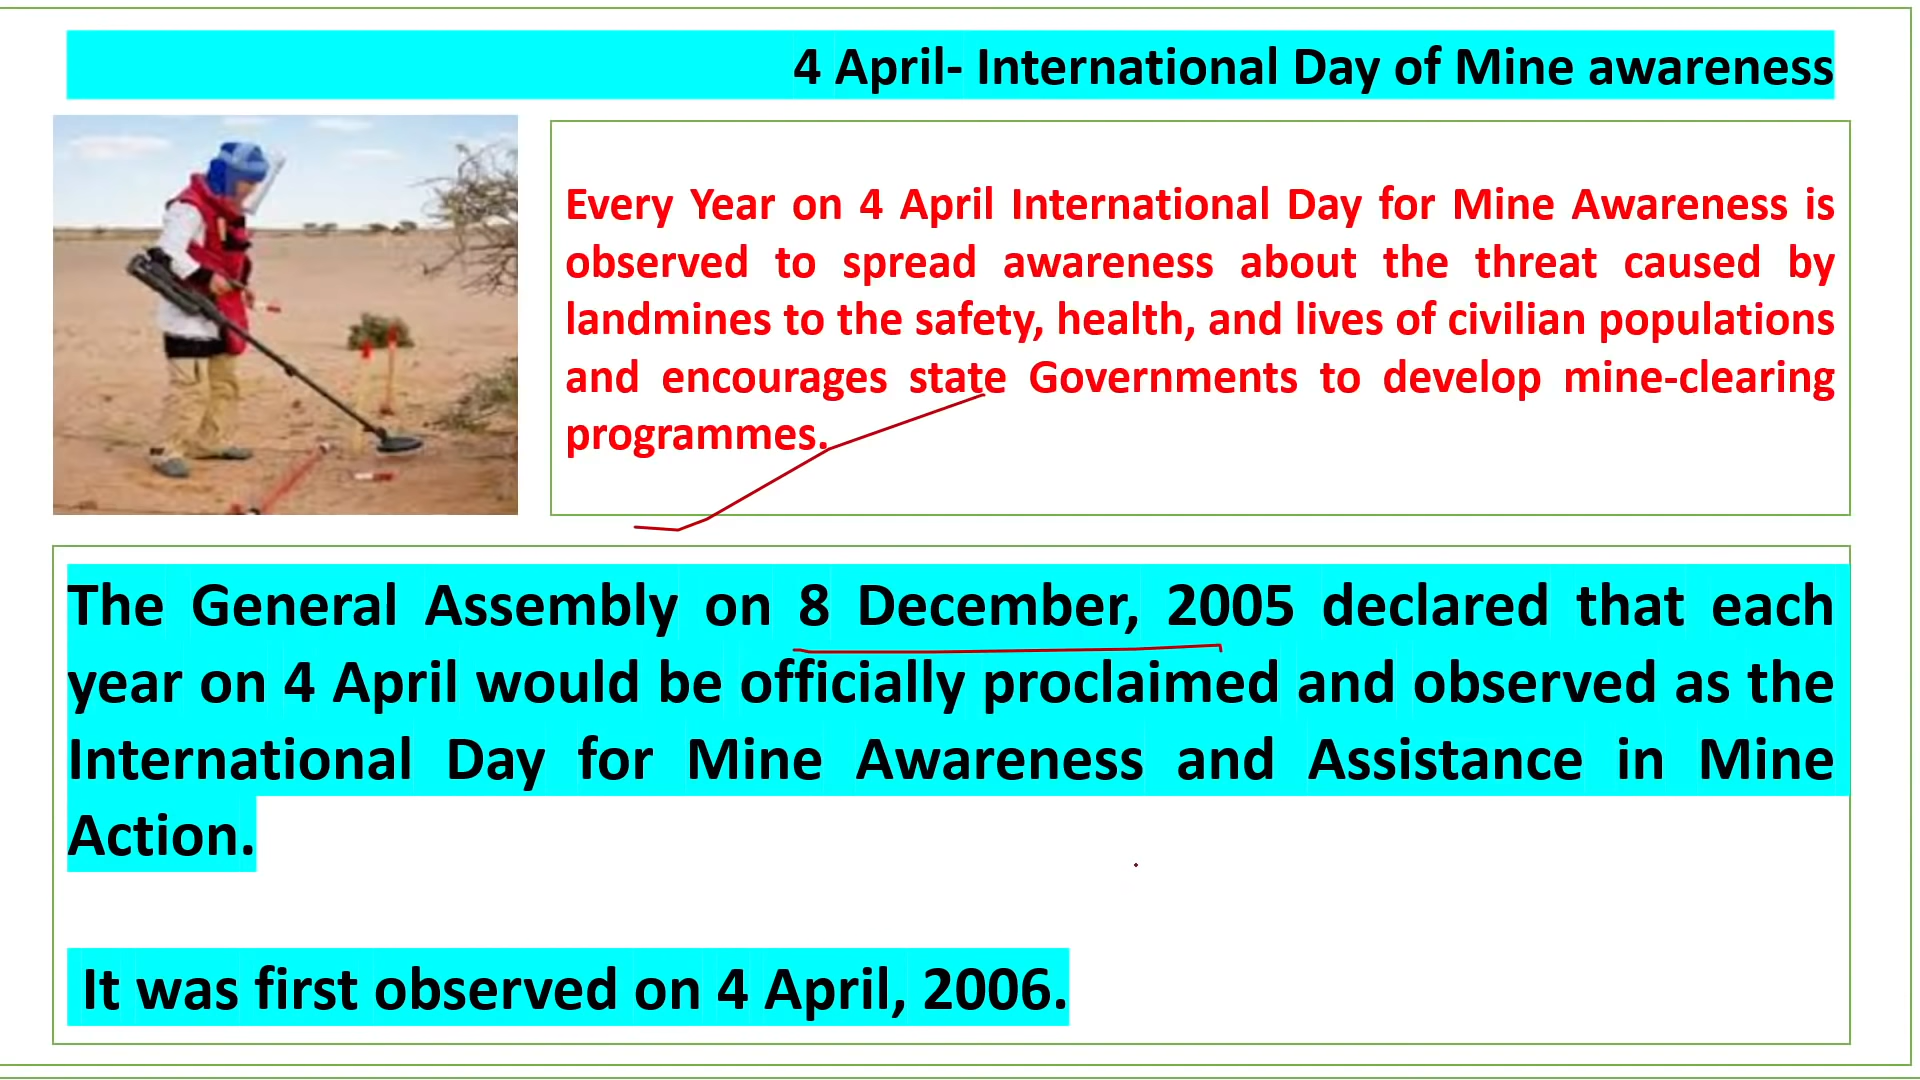 4 April- International Day of Mine awareness
Every Year on 4 April International Day for Mine Awareness is
observed to spread awareness about the threat caused by
landmines to the safety, health, and lives of civilian populations
and encourages state Governments to develop mine-clearing
programmes.
The General Assembly on 8 December, 2005 declared that each
year on 4 April would be officially proclaimed and observed as the
International Day for Mine Awareness and Assistance in Mine
Action.
It was first observed on 4 April, 2006.